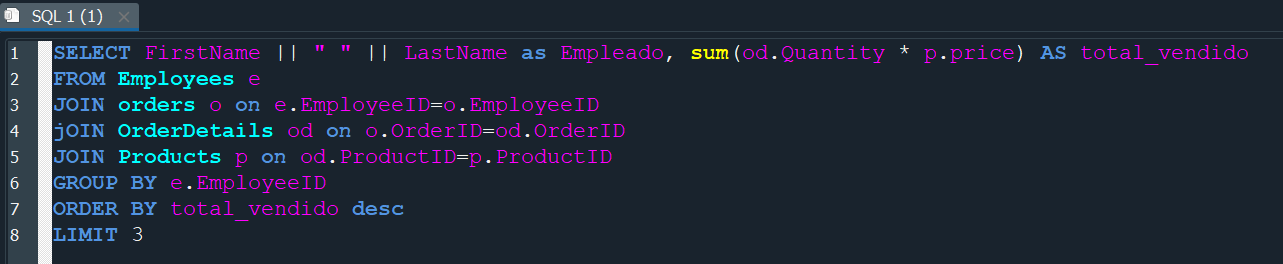 SQL 1 (1) ×
1 SELECT FirstName || " " || LastName as Empleado, sum(od.Quantity * p.price) AS total_vendido
2 FROM Employees e
3 JOIN orders o on e.EmployeeID=o.EmployeeID
4 jOIN OrderDetails od on o.OrderID=od.OrderID
5 JOIN Products p on od.ProductID=p.ProductID
6 GROUP BY e.EmployeeID
7 ORDER BY total_vendido desc
8 LIMIT 3